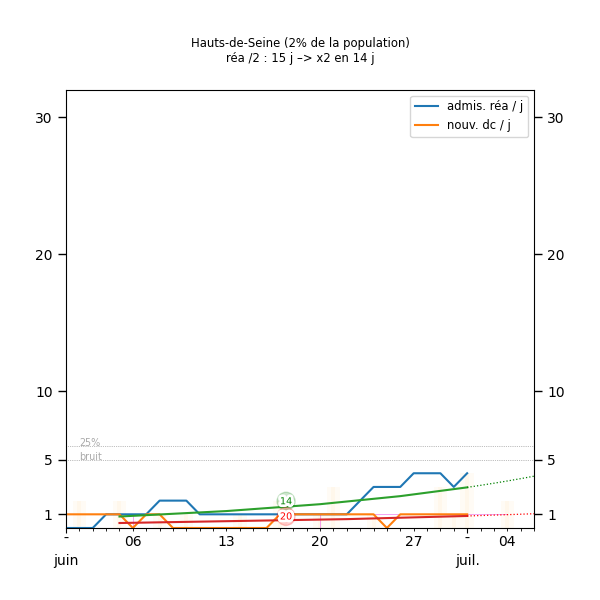 Hauts-de-Seine (2% de la population)
réa /2 : 15 j –> x2 en 14 j
admis. réa / j
nouv. dc / j
30 30
20 20
10 10
25%
5 5
bruit
14
20
1 1
- 06 13 20 27 - 04
juin juil.